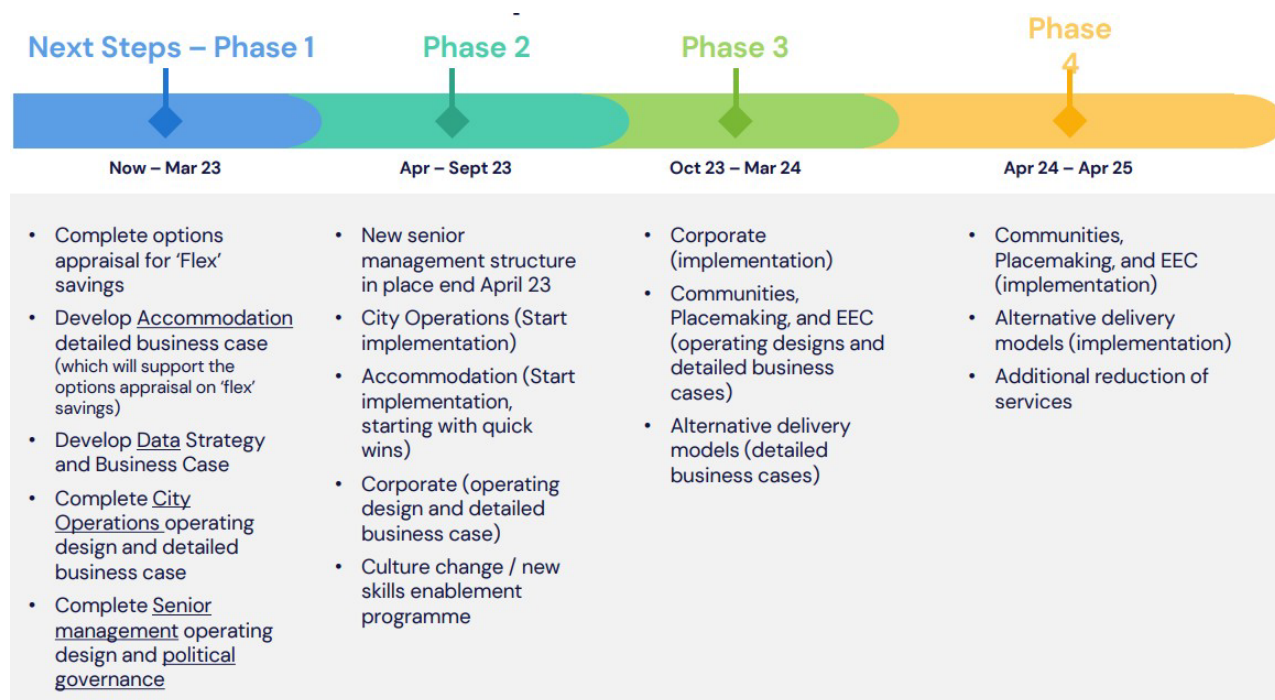 Next Steps – Phase 1
Phase 2
Phase 3
Phase
4
Now – Mar 23
Apr – Sept 23
Oct 23 – Mar 24
Apr 24 – Apr 25
• Complete options
appraisal for ‘Flex’
savings
• Develop Accommodation
detailed business case
(which will support the
options appraisal on ‘flex’
savings)
• Develop Data Strategy
and Business Case
• Complete City
Operations operating
design and detailed
business case
• Complete Senior
management operating
design and political
governance
• New senior
management structure
in place end April 23
• City Operations (Start
implementation)
• Accommodation (Start
implementation,
starting with quick
wins)
• Corporate (operating
design and detailed
business case)
• Culture change / new
skills enablement
programme
• Corporate
(implementation)
• Communities,
Placemaking, and EEC
(operating designs and
detailed business
cases)
• Alternative delivery
models (detailed
business cases)
• Communities,
Placemaking, and EEC
(implementation)
• Alternative delivery
models (implementation)
• Additional reduction of
services